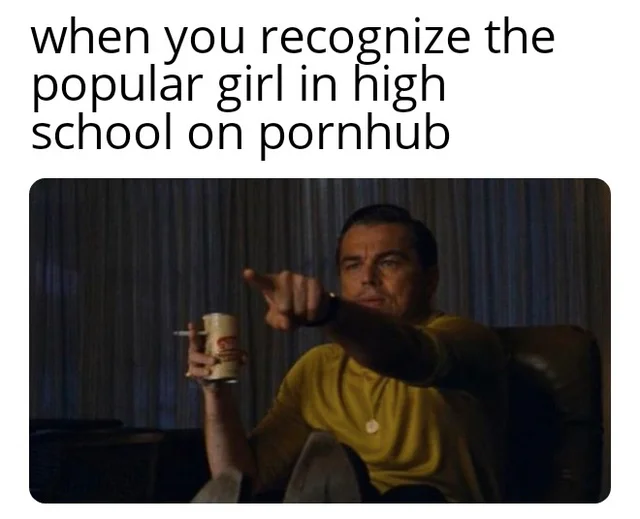 when you recognize the
popular girl in high
school on pornhub